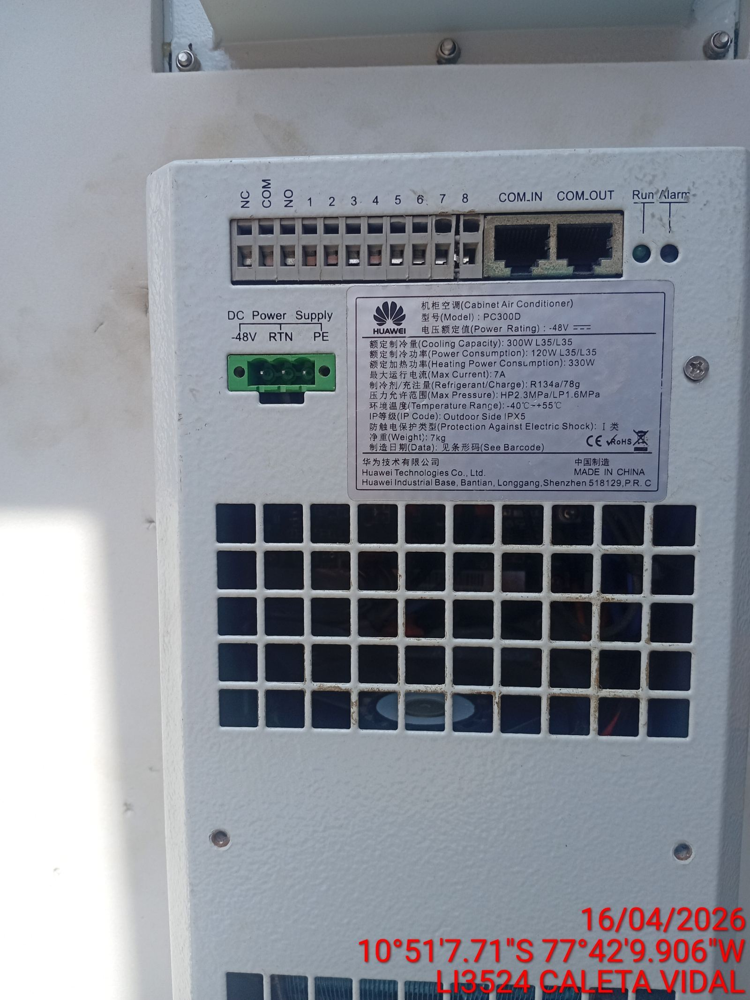 NC COM NO 1 2 3 4 5 6 7 8 COM_IN COM_OUT Run Alarm
DC Power Supply
-48V RTN PE
HUAWEI
机柜空调(Cabinet Air Conditioner)
型号(Model) : PC300D
电压额定值(Power Rating) : -48V
额定制冷量(Cooling Capacity): 300W L35/L35
额定制冷功率(Power Consumption): 120W L35/L35
额定加热功率(Heating Power Consumption): 330W
最大运行电流(Max Current): 7A
制冷剂/充注量(Refrigerant/Charge): R134a/78g
压力允许范围(Max Pressure): HP2.3MPa/LP1.6MPa
环境温度(Temperature Range): -40℃~+55℃
IP等级(IP Code): Outdoor Side IPX5
防触电保护类型(Protection Against Electric Shock): I 类
净重(Weight): 7kg
制造日期(Data): 见条形码(See Barcode)
CE RoHS
华为技术有限公司 中国制造
Huawei Technologies Co., Ltd. MADE IN CHINA
Huawei Industrial Base, Bantian, Longgang,Shenzhen 518129,P.R. C
16/04/2026
10°51'7.71"S 77°42'9.906"W
LI3524 CALETA VIDAL